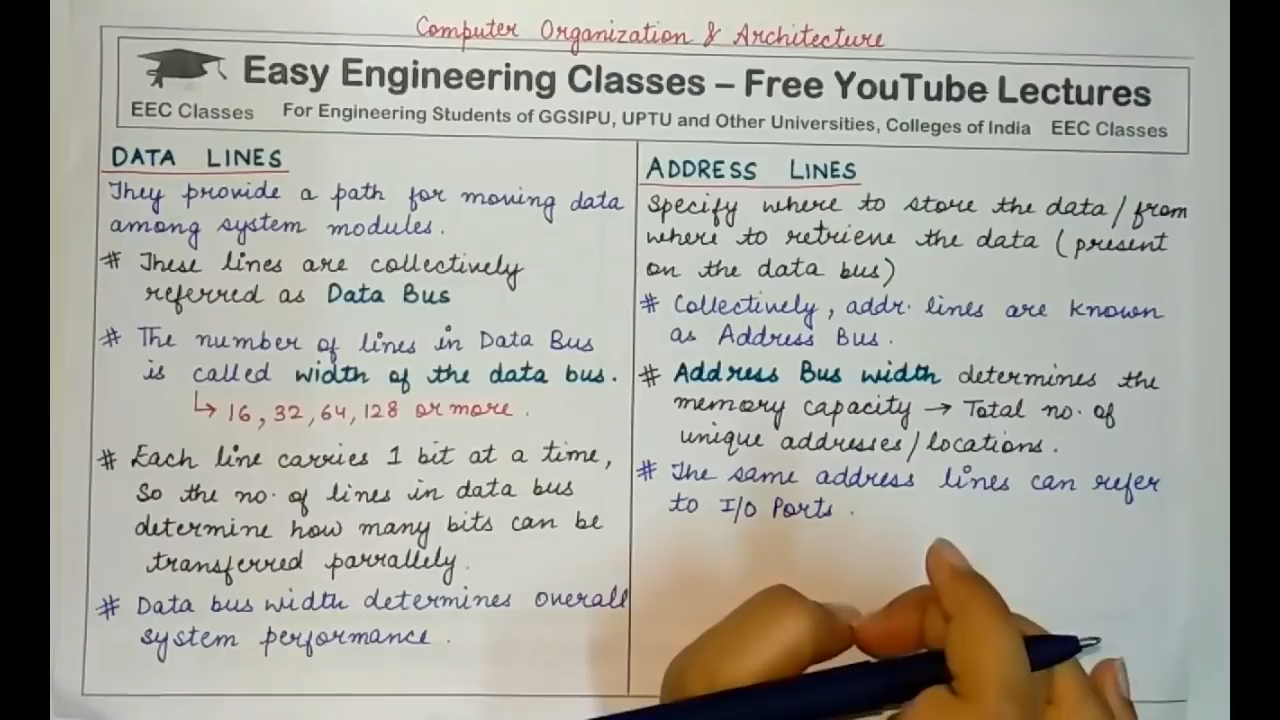 Computer Organization & Architecture
Easy Engineering Classes – Free YouTube Lectures
EEC Classes For Engineering Students of GGSIPU, UPTU and Other Universities, Colleges of India EEC Classes
DATA LINES
They provide a path for moving data
among system modules.
# These lines are collectively
referred as Data Bus
# The number of lines in Data Bus
is called width of the data bus.
↳ 16, 32, 64, 128 or more.
# Each line carries 1 bit at a time,
So the no. of lines in data bus
determine how many bits can be
transferred parrallely.
# Data bus width determines overall
system performance.
ADDRESS LINES
Specify where to store the data / from
where to retrieve the data (present
on the data bus)
# Collectively, addr. lines are known
as Address Bus.
# Address Bus width determines the
memory capacity → Total no. of
unique addresses/locations.
# The same address lines can refer
to I/O Ports.